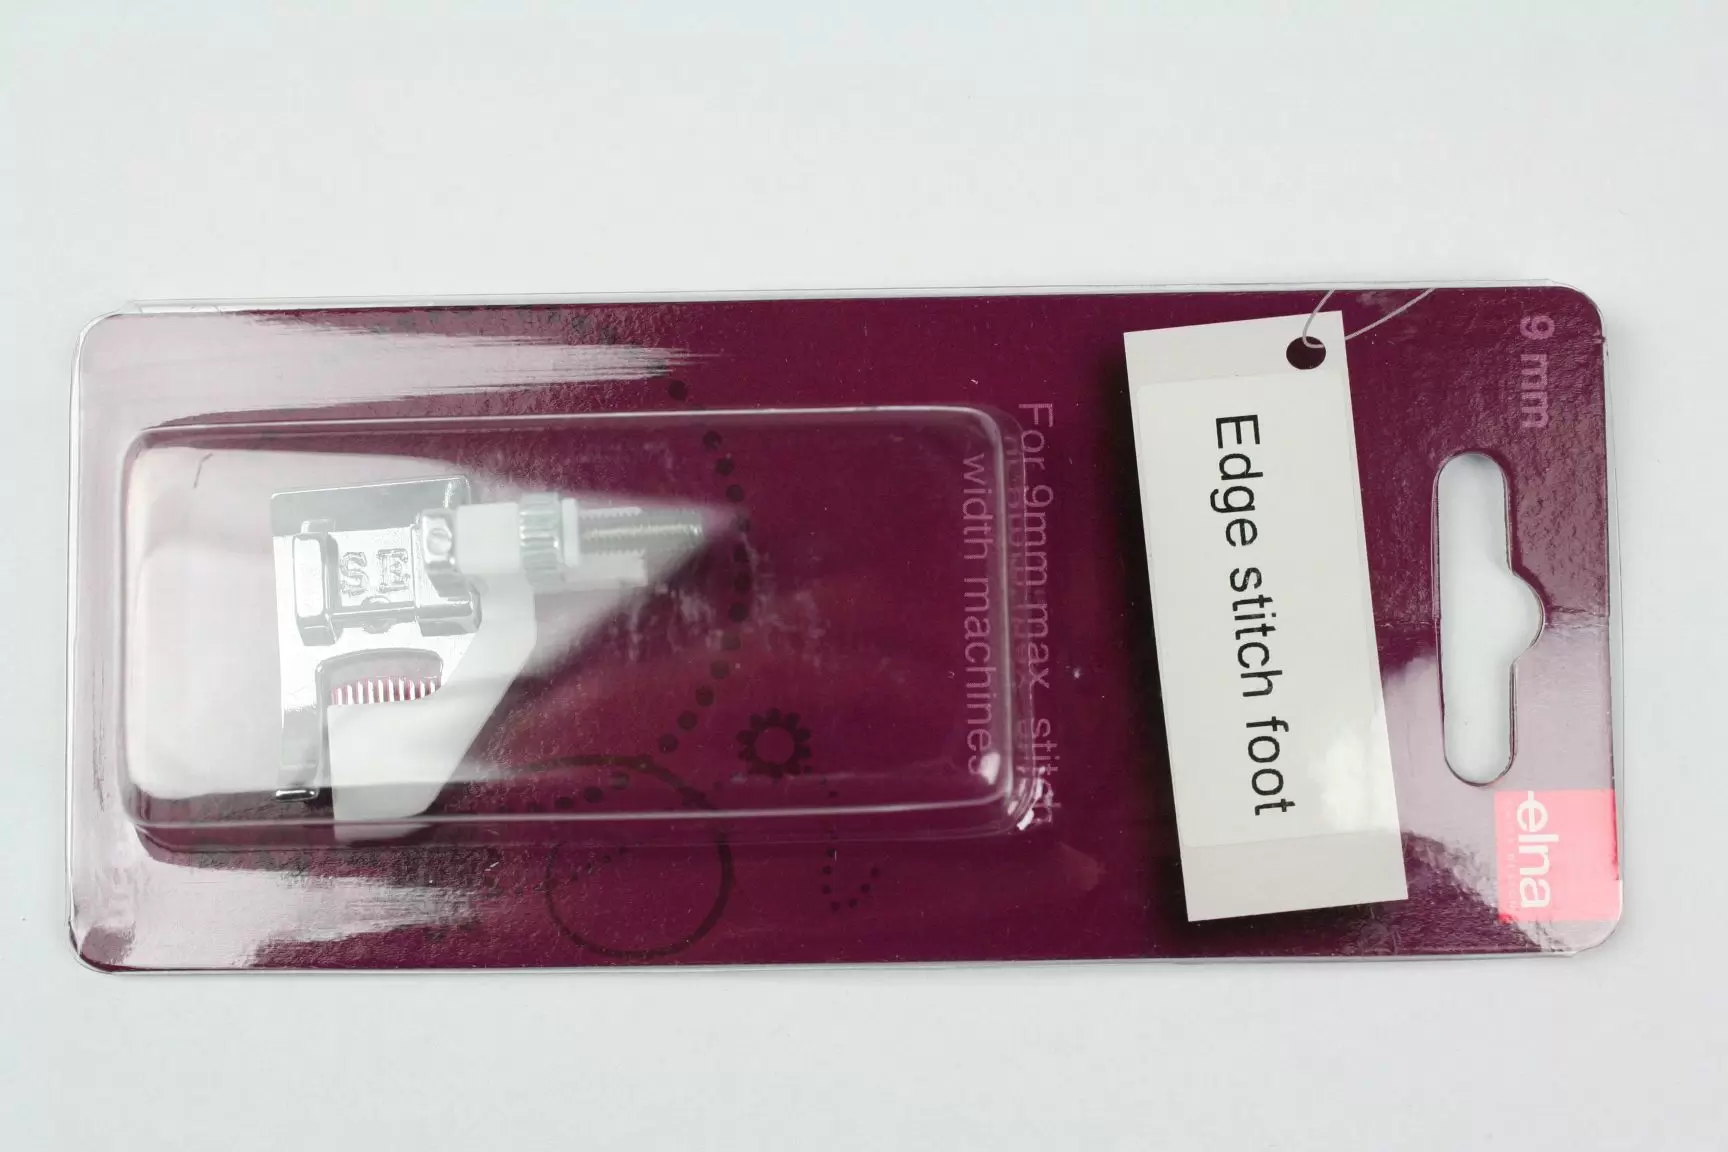 9 mm
elna
Edge stitch foot
For 9mm max. stitch
width machines
SE